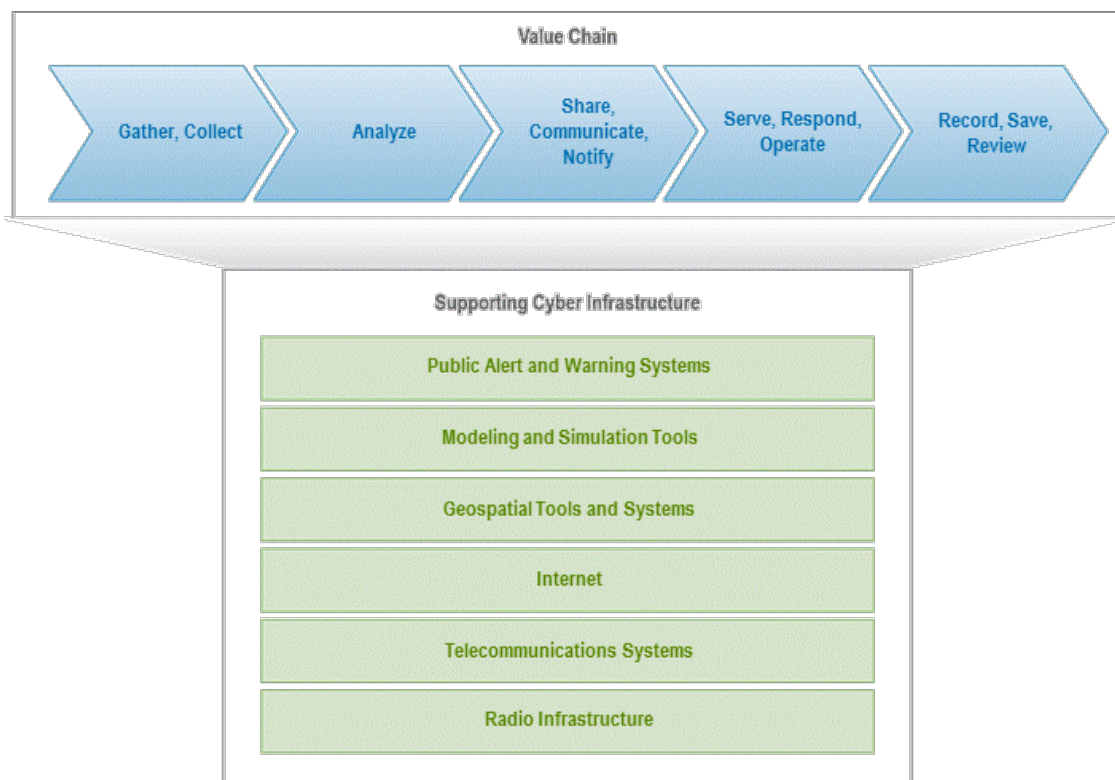 Value Chain
Gather, Collect
Analyze
Share,
Communicate,
Notify
Serve, Respond,
Operate
Record, Save,
Review
Supporting Cyber Infrastructure
Public Alert and Warning Systems
Modeling and Simulation Tools
Geospatial Tools and Systems
Internet
Telecommunications Systems
Radio Infrastructure